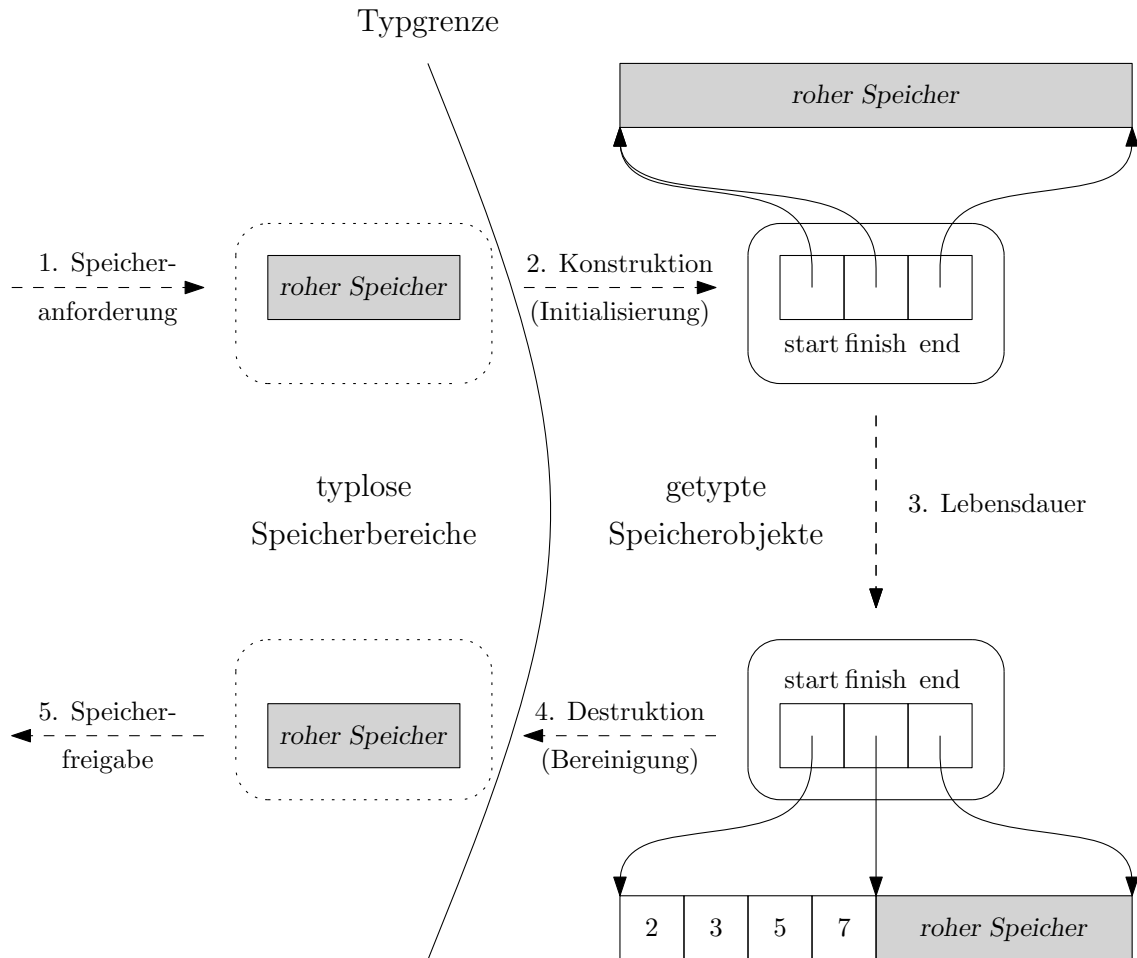 Typgrenze
roher Speicher
1. Speicher-
anforderung
roher Speicher
2. Konstruktion
(Initialisierung)
start finish end
typlose
Speicherbereiche
getypte
Speicherobjekte
3. Lebensdauer
5. Speicher-
freigabe
roher Speicher
4. Destruktion
(Bereinigung)
start finish end
2 3 5 7 roher Speicher